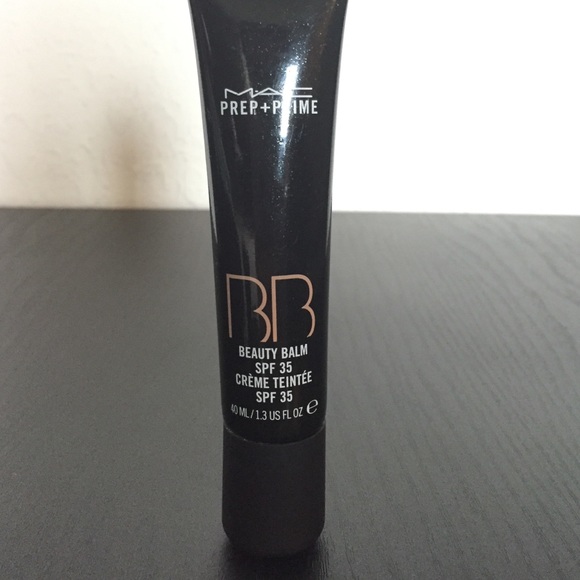 MAC
PREP+PRIME
BB
BEAUTY BALM
SPF 35
CRÈME TEINTÉE
SPF 35
40 ML / 1.3 US FL OZ ℮